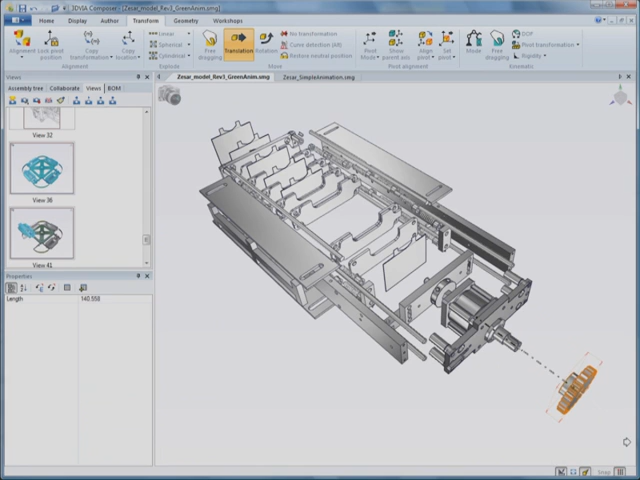 3DVIA Composer - [Zesar_model_Rev3_GreenAnim.smg]
Home Display Author Transform Geometry Workshops
Alignment Lock pivot position Copy transformation Copy location
Linear
Spherical
Cylindrical
Free dragging Translation Rotation
No transformation
Curve detection (Alt)
Restore neutral position
Pivot Mode Show parent axis Align pivot Set pivot
Mode Free dragging
DOF
Pivot transformation
Rigidity
Alignment Explode Move Pivot alignment Kinematic
Views
Zesar_model_Rev3_GreenAnim.smg Zesar_SimpleAnimation.smg
Assembly tree Collaborate Views BOM
View 32
View 36
View 41
Properties
Length 140.558
Snap